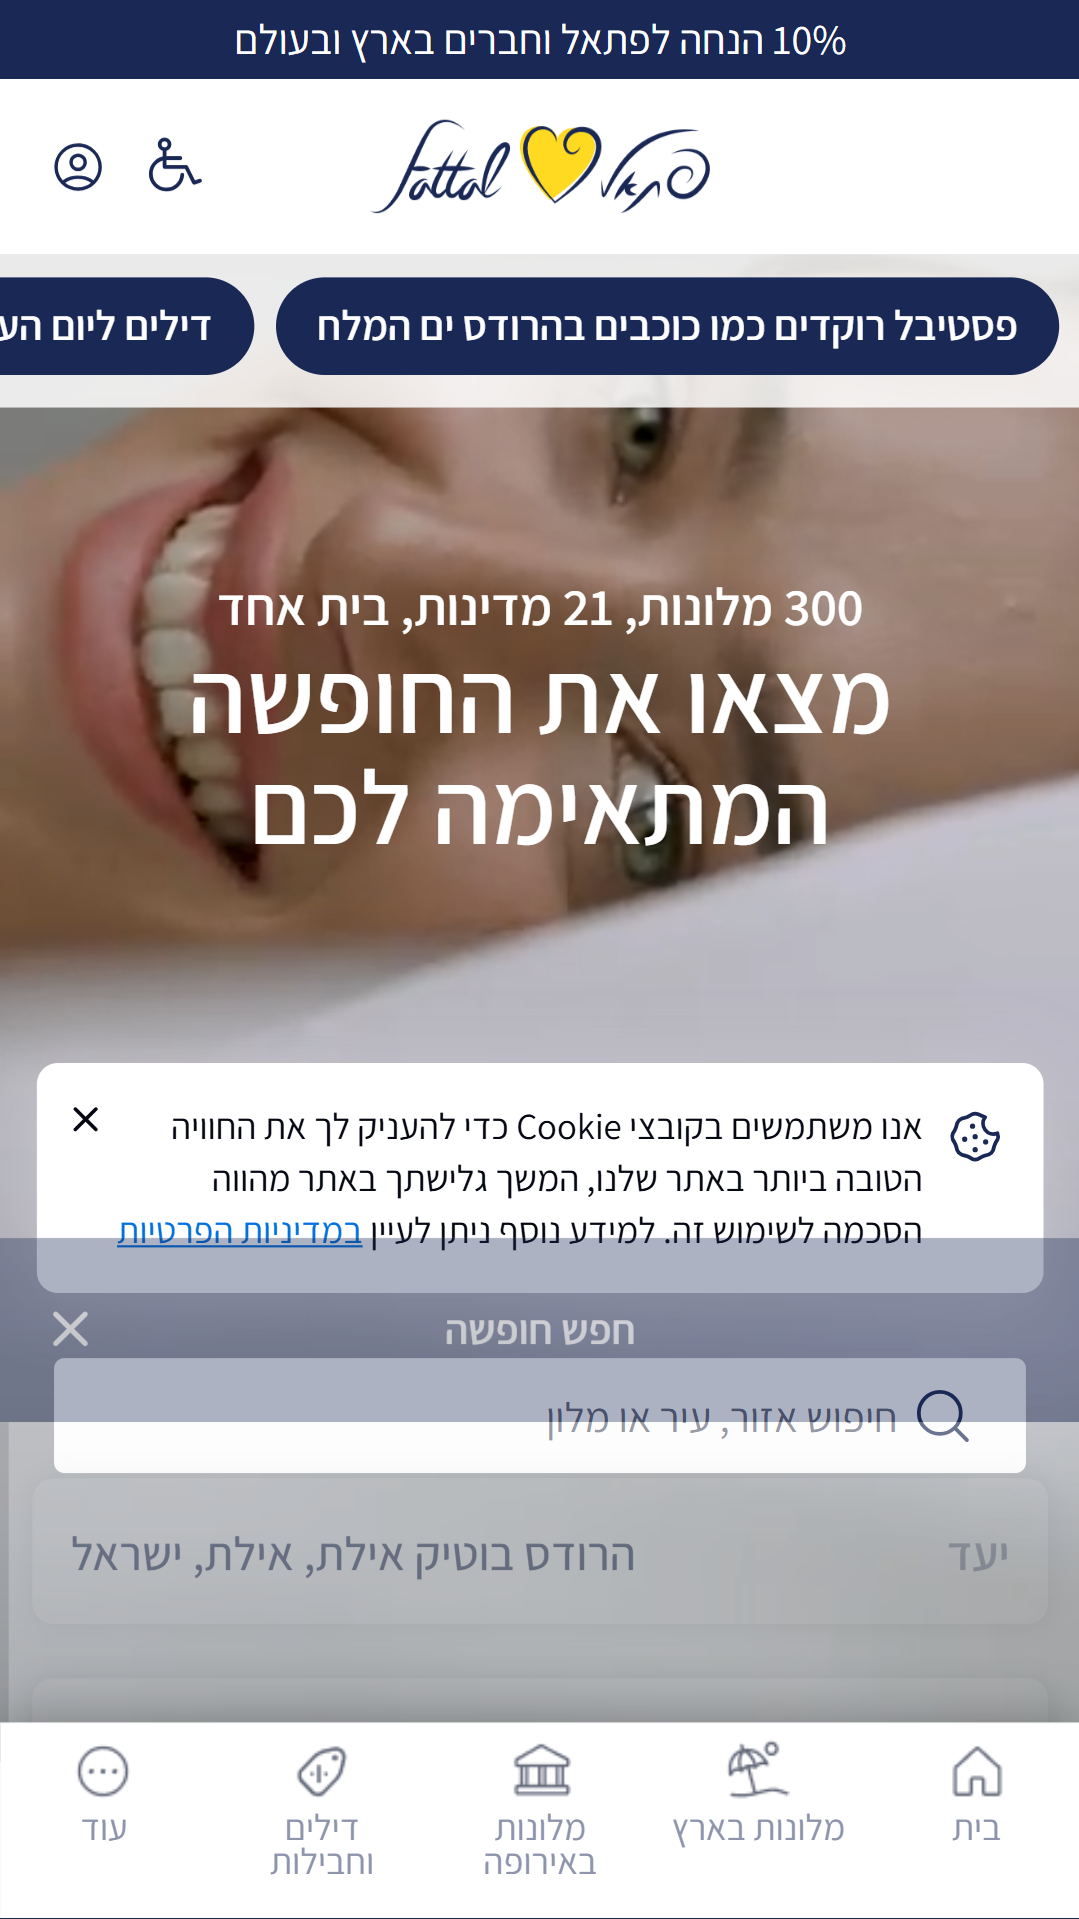 10% הנחה לפתאל וחברים בארץ ובעולם
fattal פתאל
פסטיבל רוקדים כמו כוכבים בהרודס ים המלח
דילים ליום
300 מלונות, 21 מדינות, בית אחד
מצאו את החופשה
המתאימה לכם
אנו משתמשים בקובצי Cookie כדי להעניק לך את החוויה
הטובה ביותר באתר שלנו, המשך גלישתך באתר מהווה
הסכמה לשימוש זה. למידע נוסף ניתן לעיין במדיניות הפרטיות
חפש חופשה
חיפוש אזור, עיר או מלון
יעד
הרודס בוטיק אילת, אילת, ישראל
בית
מלונות בארץ
מלונות
באירופה
דילים
וחבילות
עוד